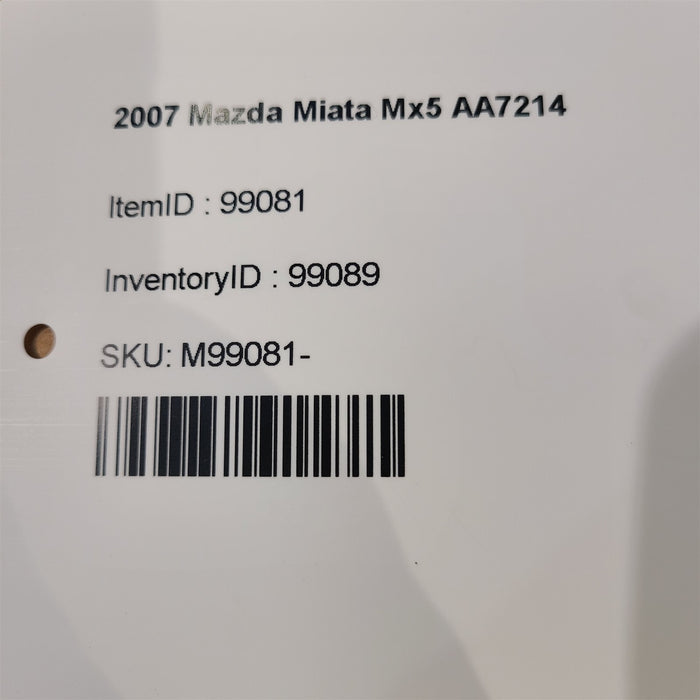 2007 Mazda Miata Mx5 AA7214
ItemID : 99081
InventoryID : 99089
SKU: M99081-